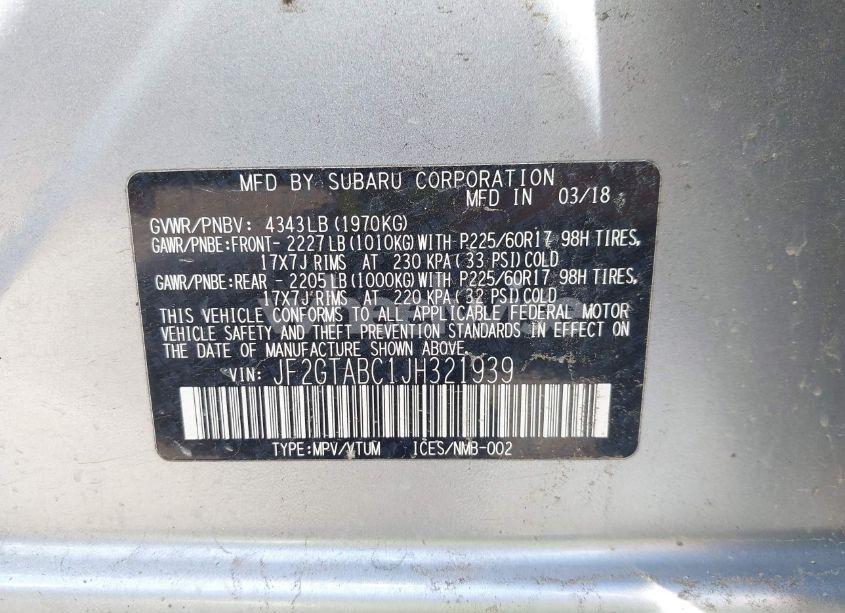 MFD BY SUBARU CORPORATION
MFD IN 03/18
GVWR/PNBV: 4343LB(1970KG)
GAWR/PNBE:FRONT- 2227LB(1010KG)WITH P225/60R17 98H TIRES,
17X7J RIMS AT 230 KPA(33 PSI)COLD
GAWR/PNBE:REAR - 2205LB(1000KG)WITH P225/60R17 98H TIRES,
17X7J RIMS AT 220 KPA(32 PSI)COLD
THIS VEHICLE CONFORMS TO ALL APPLICABLE FEDERAL MOTOR
VEHICLE SAFETY AND THEFT PREVENTION STANDARDS IN EFFECT ON
THE DATE OF MANUFACTURE SHOWN ABOVE.
VIN: JF2GTABC1JH321939
TYPE:MPV/VTUM ICES/NMB-002